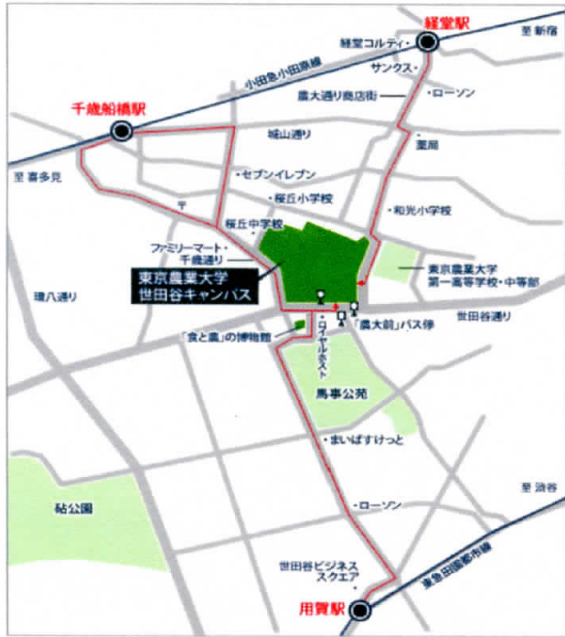 経堂駅
至 新宿
経堂コルティ・
サンクス・
小田急小田原線
農大通り商店街
・ローソン
千歳船橋駅
城山通り
・薬局
至 喜多見
・セブンイレブン
〒
・桜丘小学校
・和光小学校
桜丘中学校・
ファミリーマート・
千歳通り
東京農業大学
世田谷キャンパス
東京農業大学
第一高等学校・中等部
環八通り
世田谷通り
「農大前」バス停
「食と農」の博物館
・ロイヤルホスト
馬事公苑
・まいばすけっと
至 渋谷
砧公園
・ローソン
世田谷ビジネス
スクエア
東急田園都市線
用賀駅